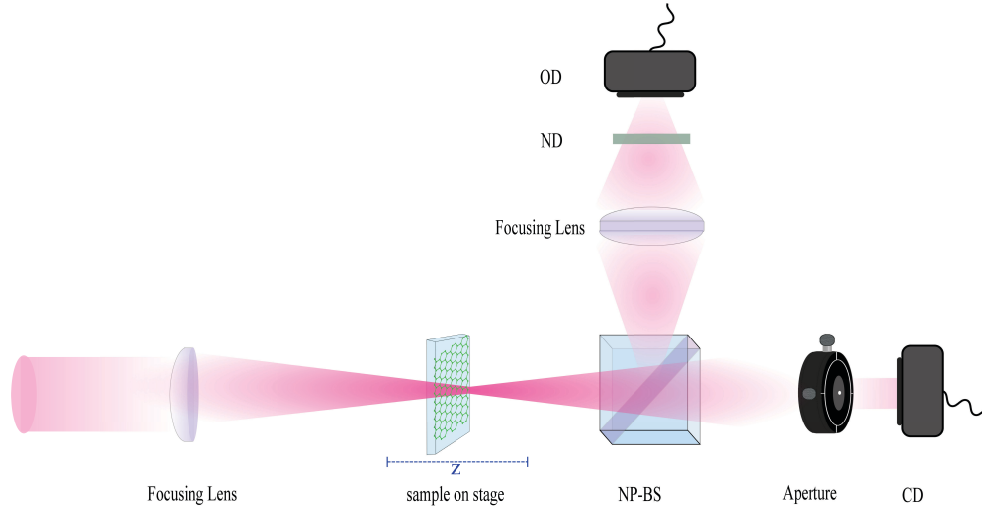 OD
ND
Focusing Lens
Z
Focusing Lens
sample on stage
NP-BS
Aperture
CD